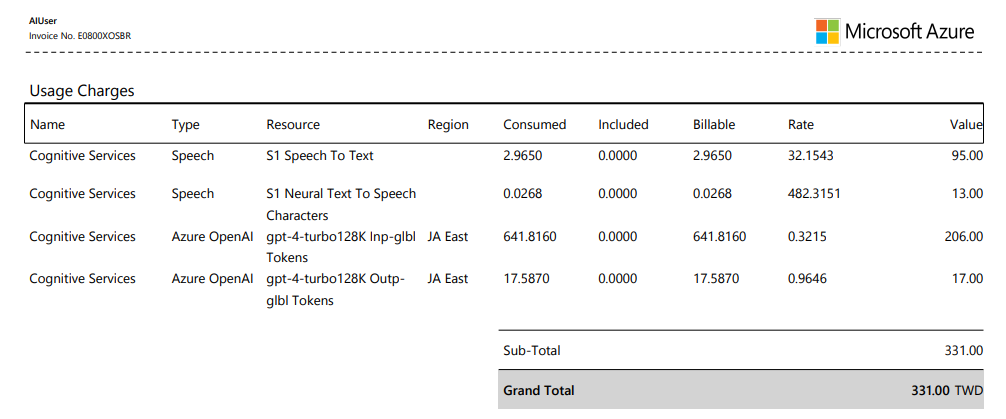 AIUser
Invoice No. E0800XOSBR
Microsoft Azure
Usage Charges
Name Type Resource Region Consumed Included Billable Rate Value
Cognitive Services Speech S1 Speech To Text 2.9650 0.0000 2.9650 32.1543 95.00
Cognitive Services Speech S1 Neural Text To Speech 0.0268 0.0000 0.0268 482.3151 13.00
Characters
Cognitive Services Azure OpenAI gpt-4-turbo128K Inp-glbl JA East 641.8160 0.0000 641.8160 0.3215 206.00
Tokens
Cognitive Services Azure OpenAI gpt-4-turbo128K Outp- JA East 17.5870 0.0000 17.5870 0.9646 17.00
glbl Tokens
Sub-Total 331.00
Grand Total 331.00 TWD